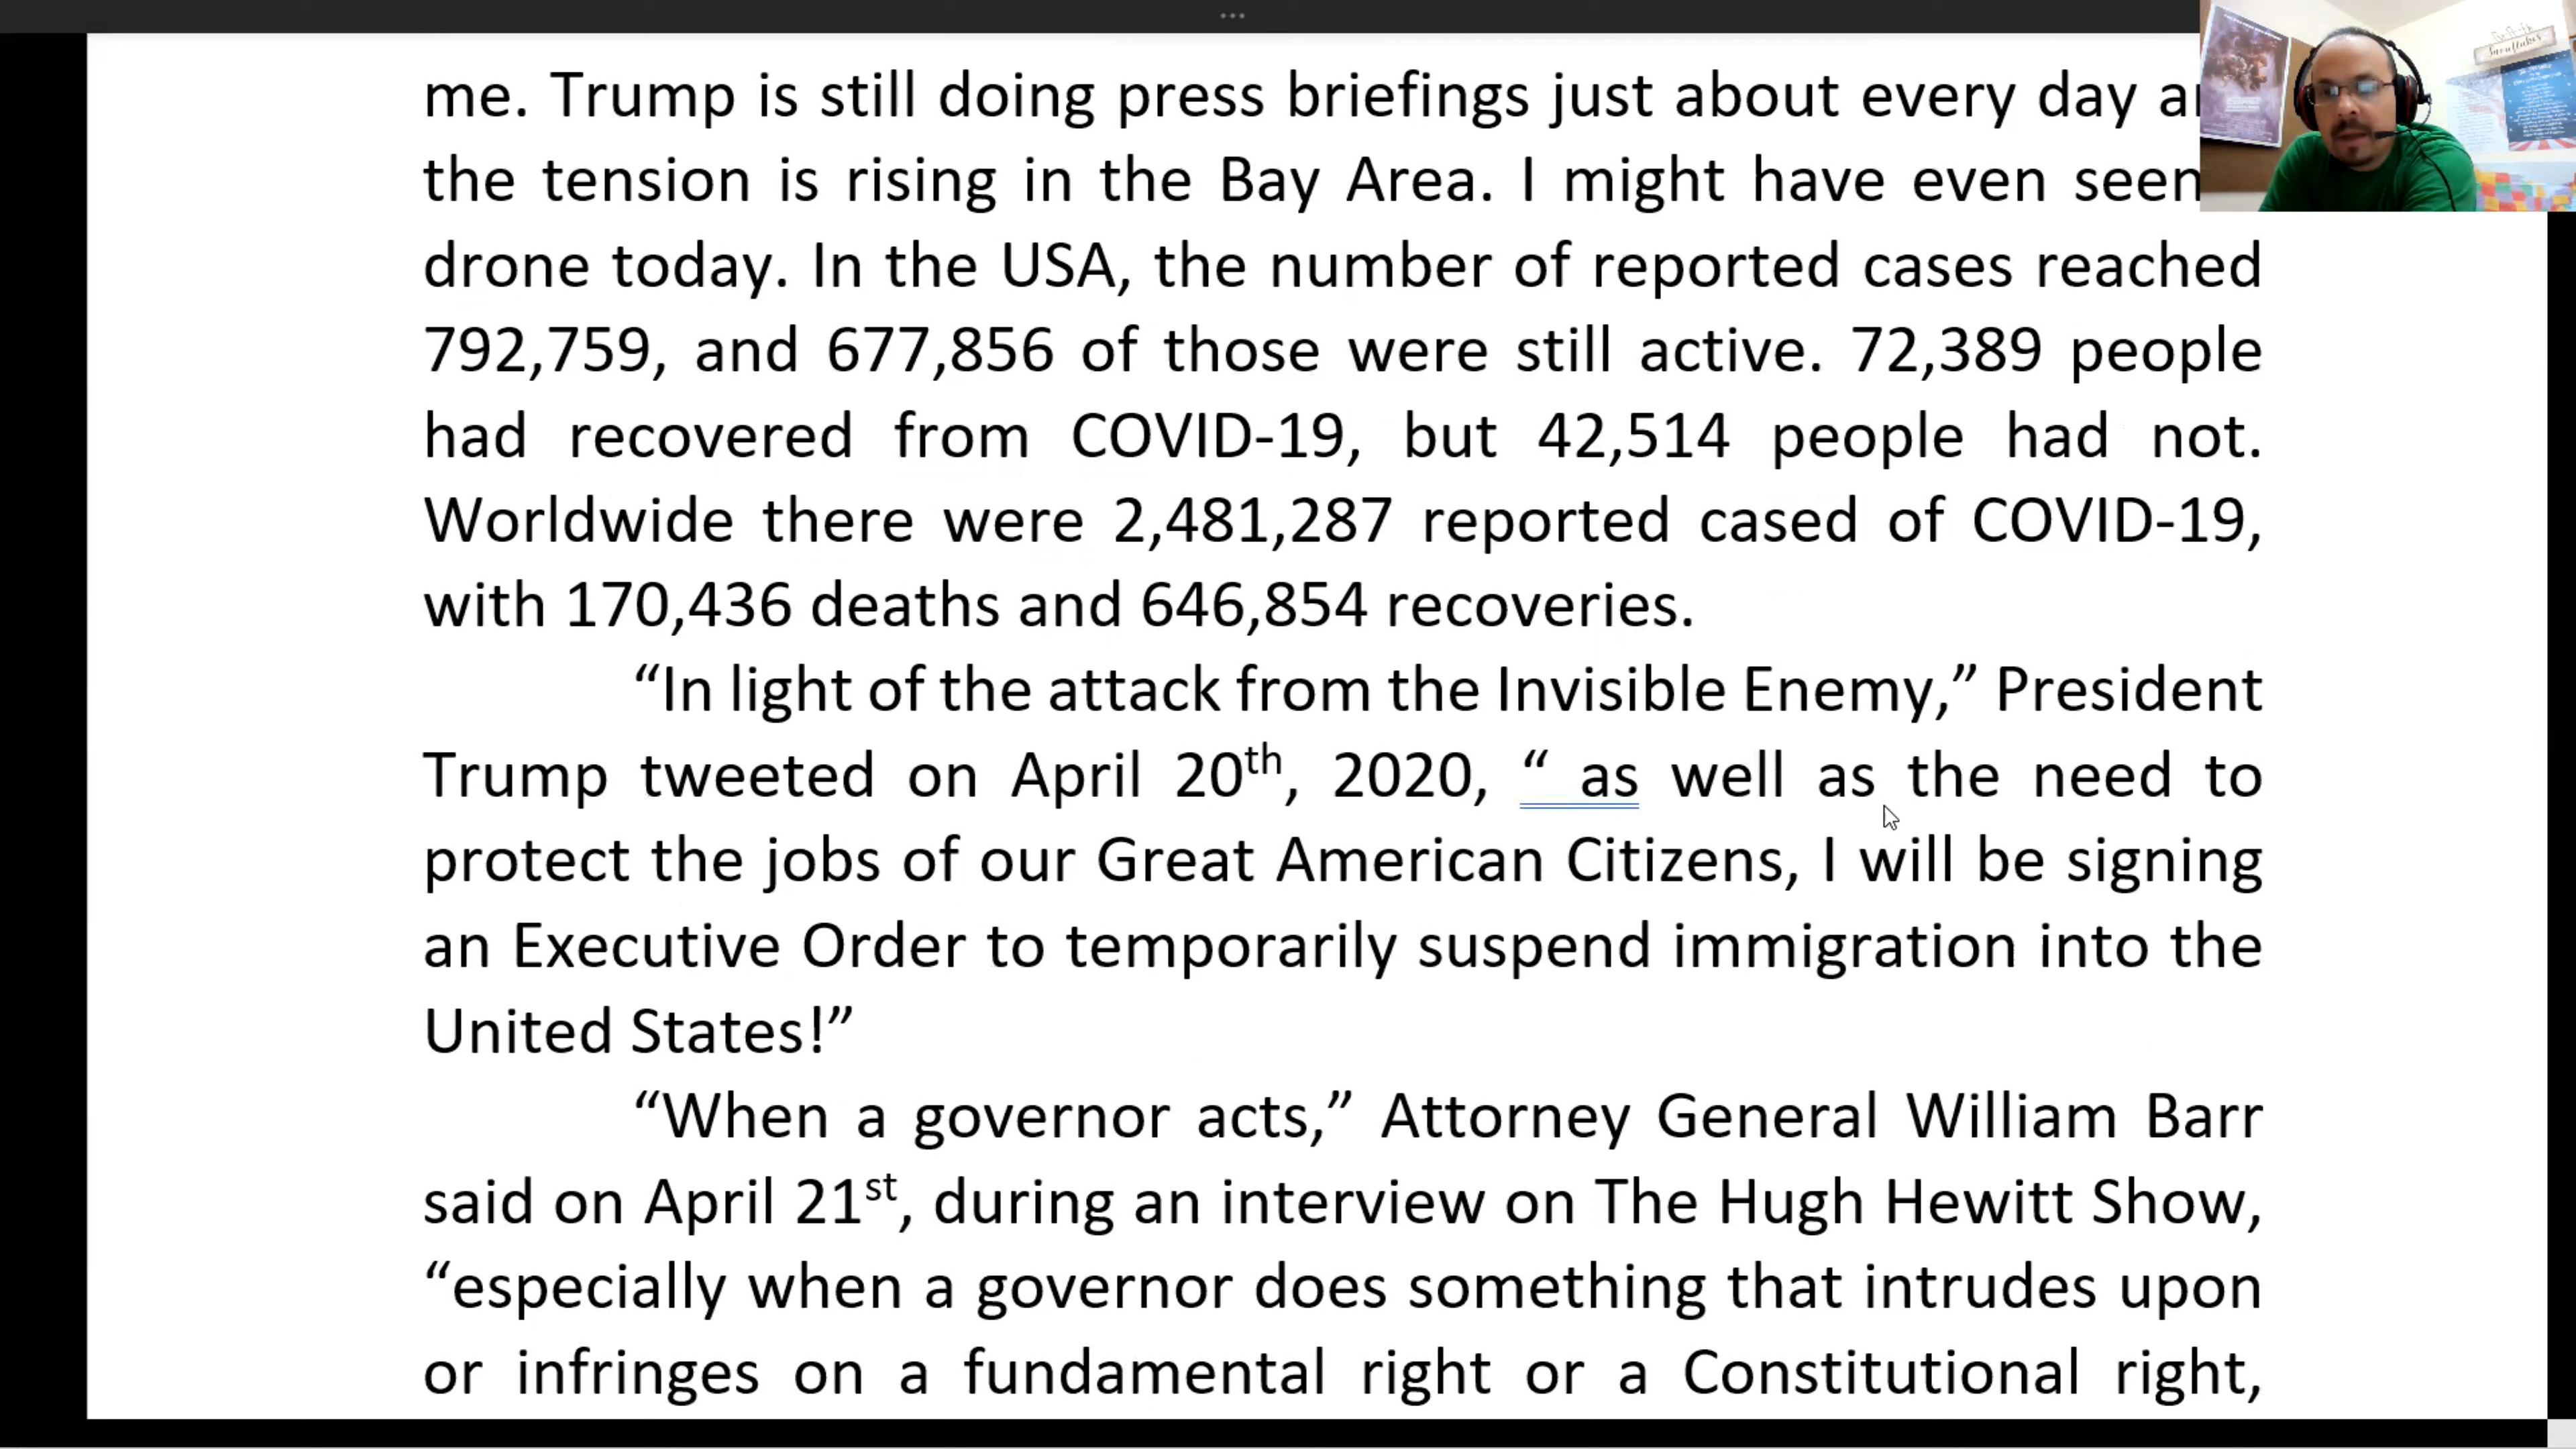 me. Trump is still doing press briefings just about every day
the tension is rising in the Bay Area. I might have even seen
drone today. In the USA, the number of reported cases reached
792,759, and 677,856 of those were still active. 72,389 people
had recovered from COVID-19, but 42,514 people had not.
Worldwide there were 2,481,287 reported cased of COVID-19,
with 170,436 deaths and 646,854 recoveries.
“In light of the attack from the Invisible Enemy,” President
Trump tweeted on April 20th, 2020, “ as well as the need to
protect the jobs of our Great American Citizens, I will be signing
an Executive Order to temporarily suspend immigration into the
United States!”
“When a governor acts,” Attorney General William Barr
said on April 21st, during an interview on The Hugh Hewitt Show,
“especially when a governor does something that intrudes upon
or infringes on a fundamental right or a Constitutional right,